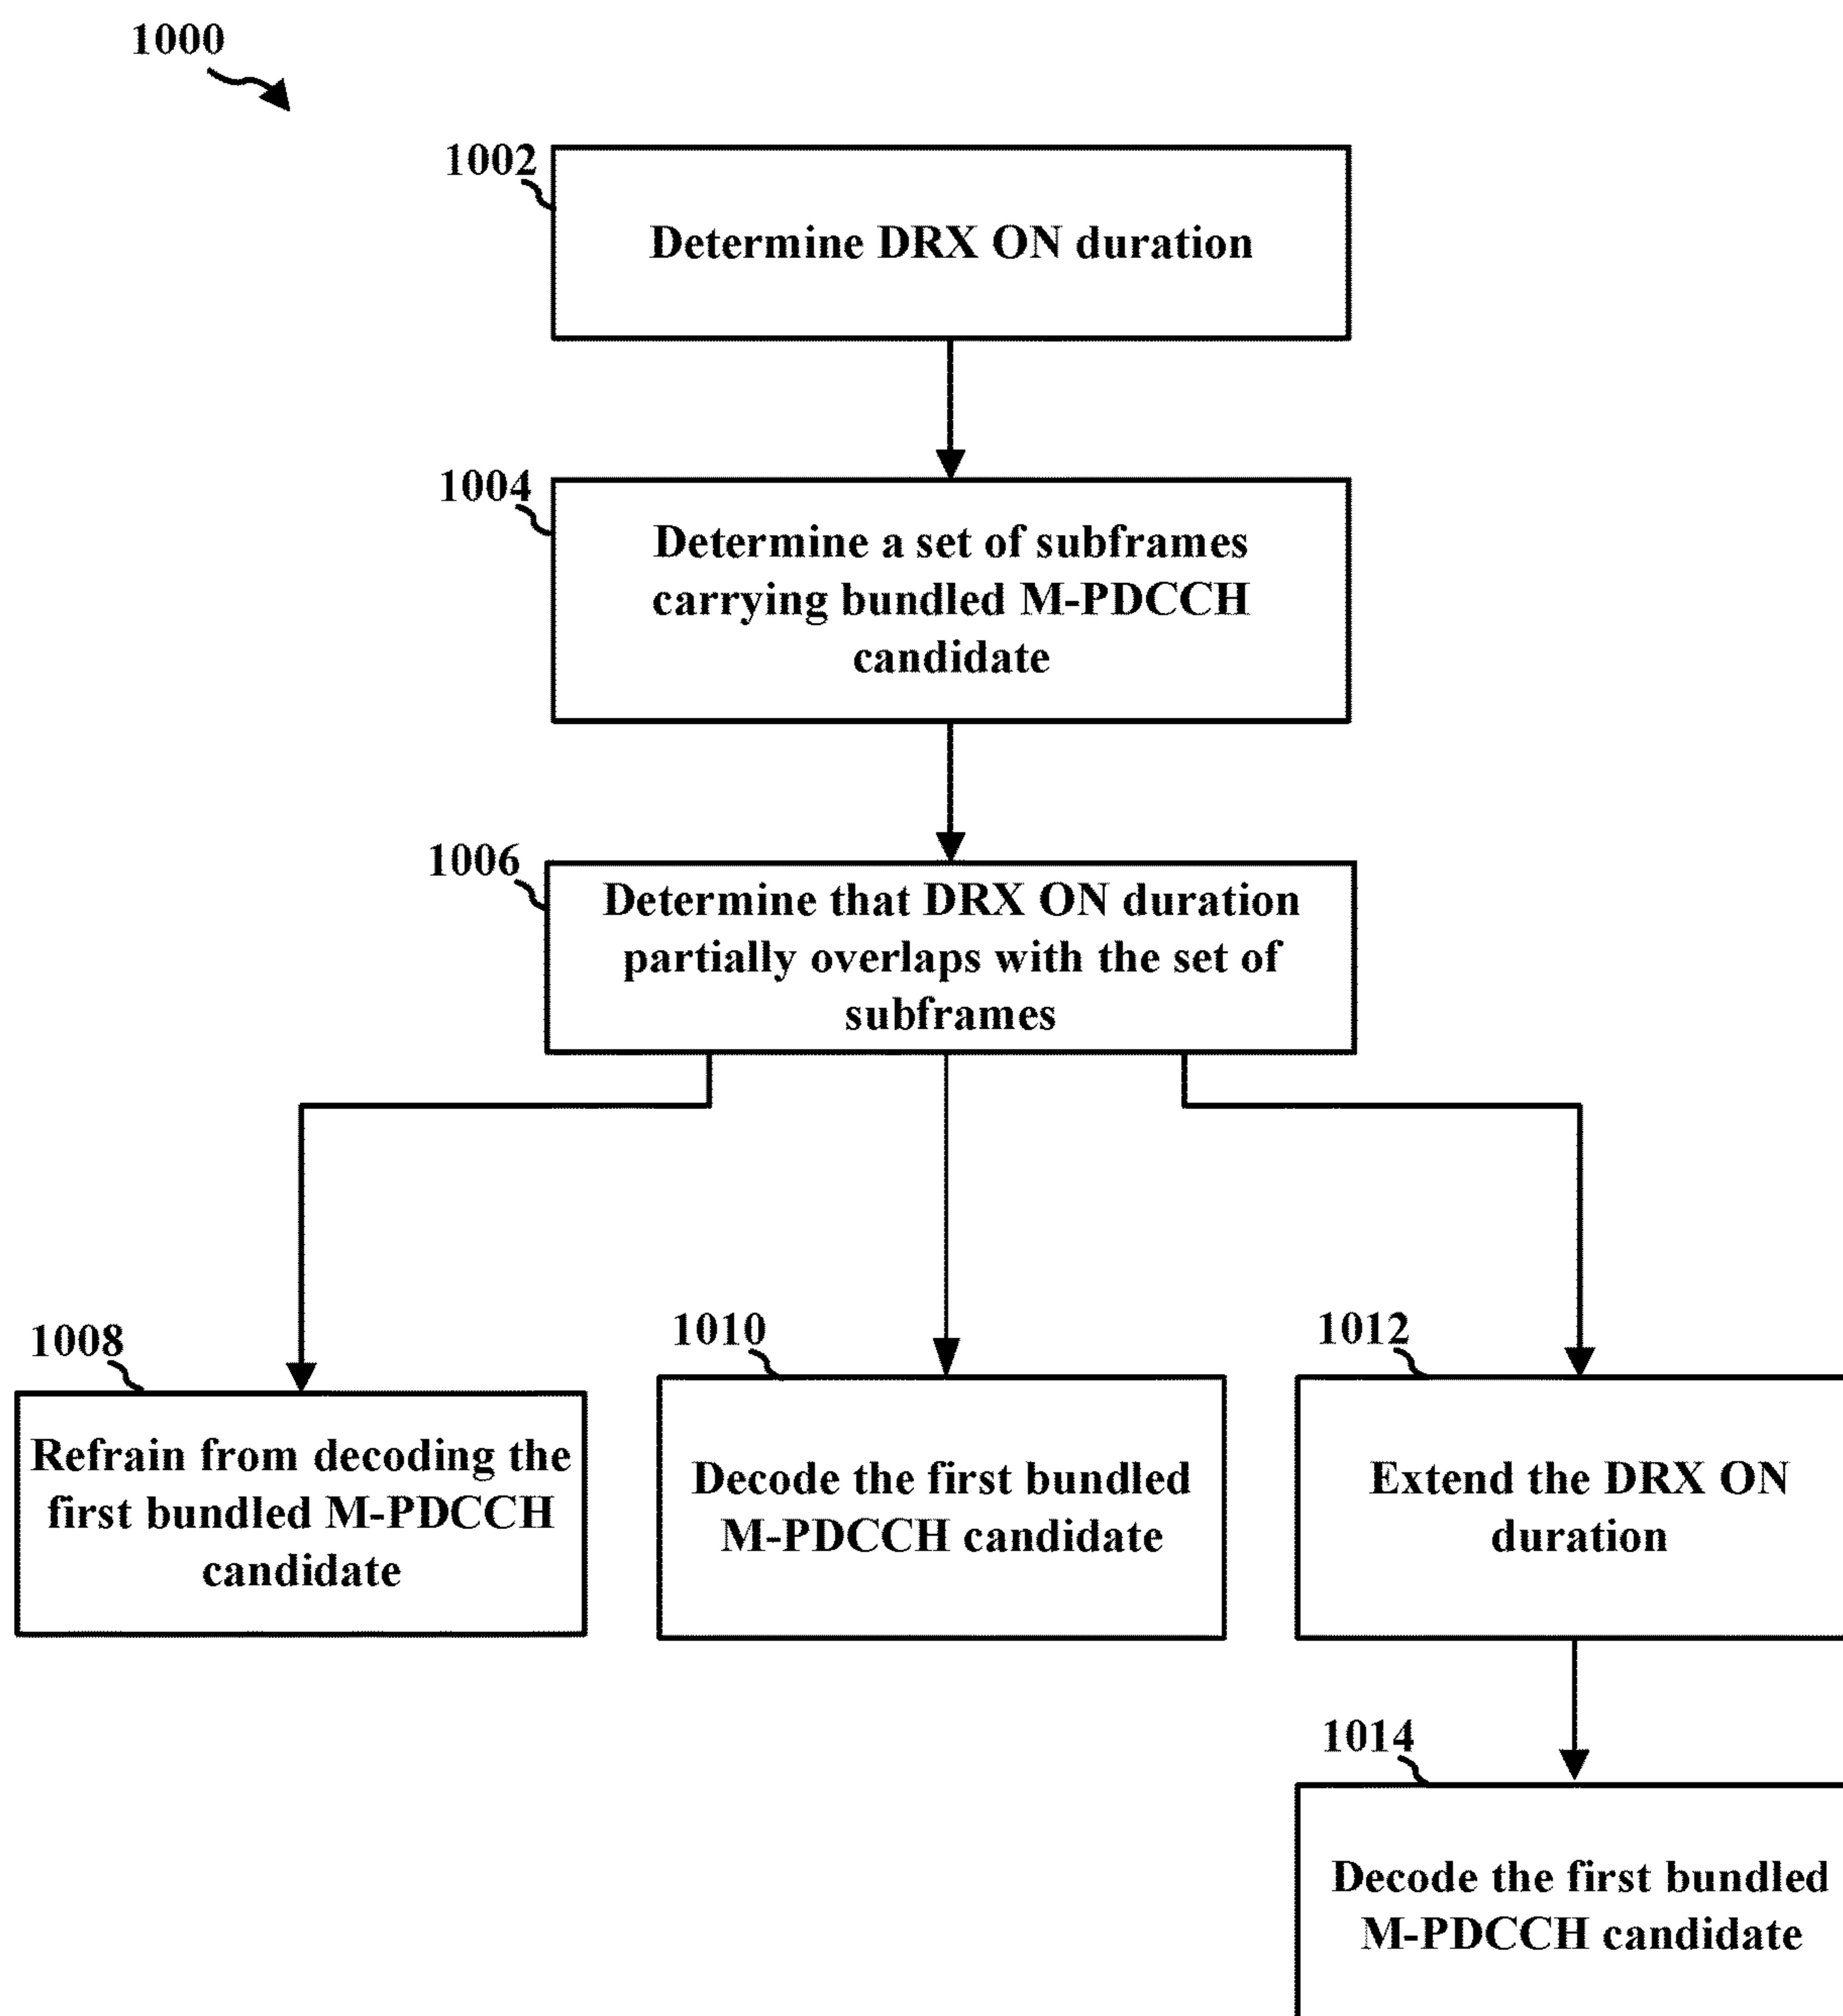 1000
1002
Determine DRX ON duration
1004
Determine a set of subframes
carrying bundled M-PDCCH
candidate
1006
Determine that DRX ON duration
partially overlaps with the set of
subframes
1008
Refrain from decoding the
first bundled M-PDCCH
candidate
1010
Decode the first bundled
M-PDCCH candidate
1012
Extend the DRX ON
duration
1014
Decode the first bundled
M-PDCCH candidate